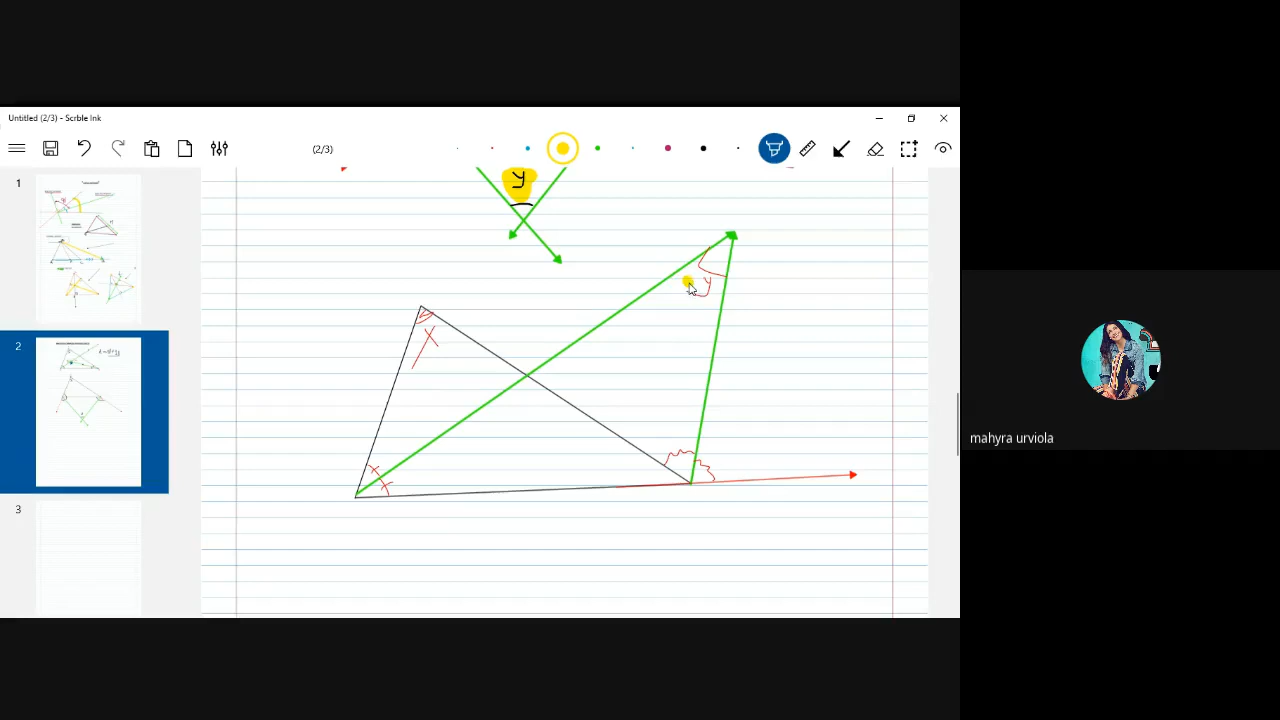 Untitled (2/3) - Scrble Ink
(2/3)
1
2
3
y
y
x
mahyra urviola